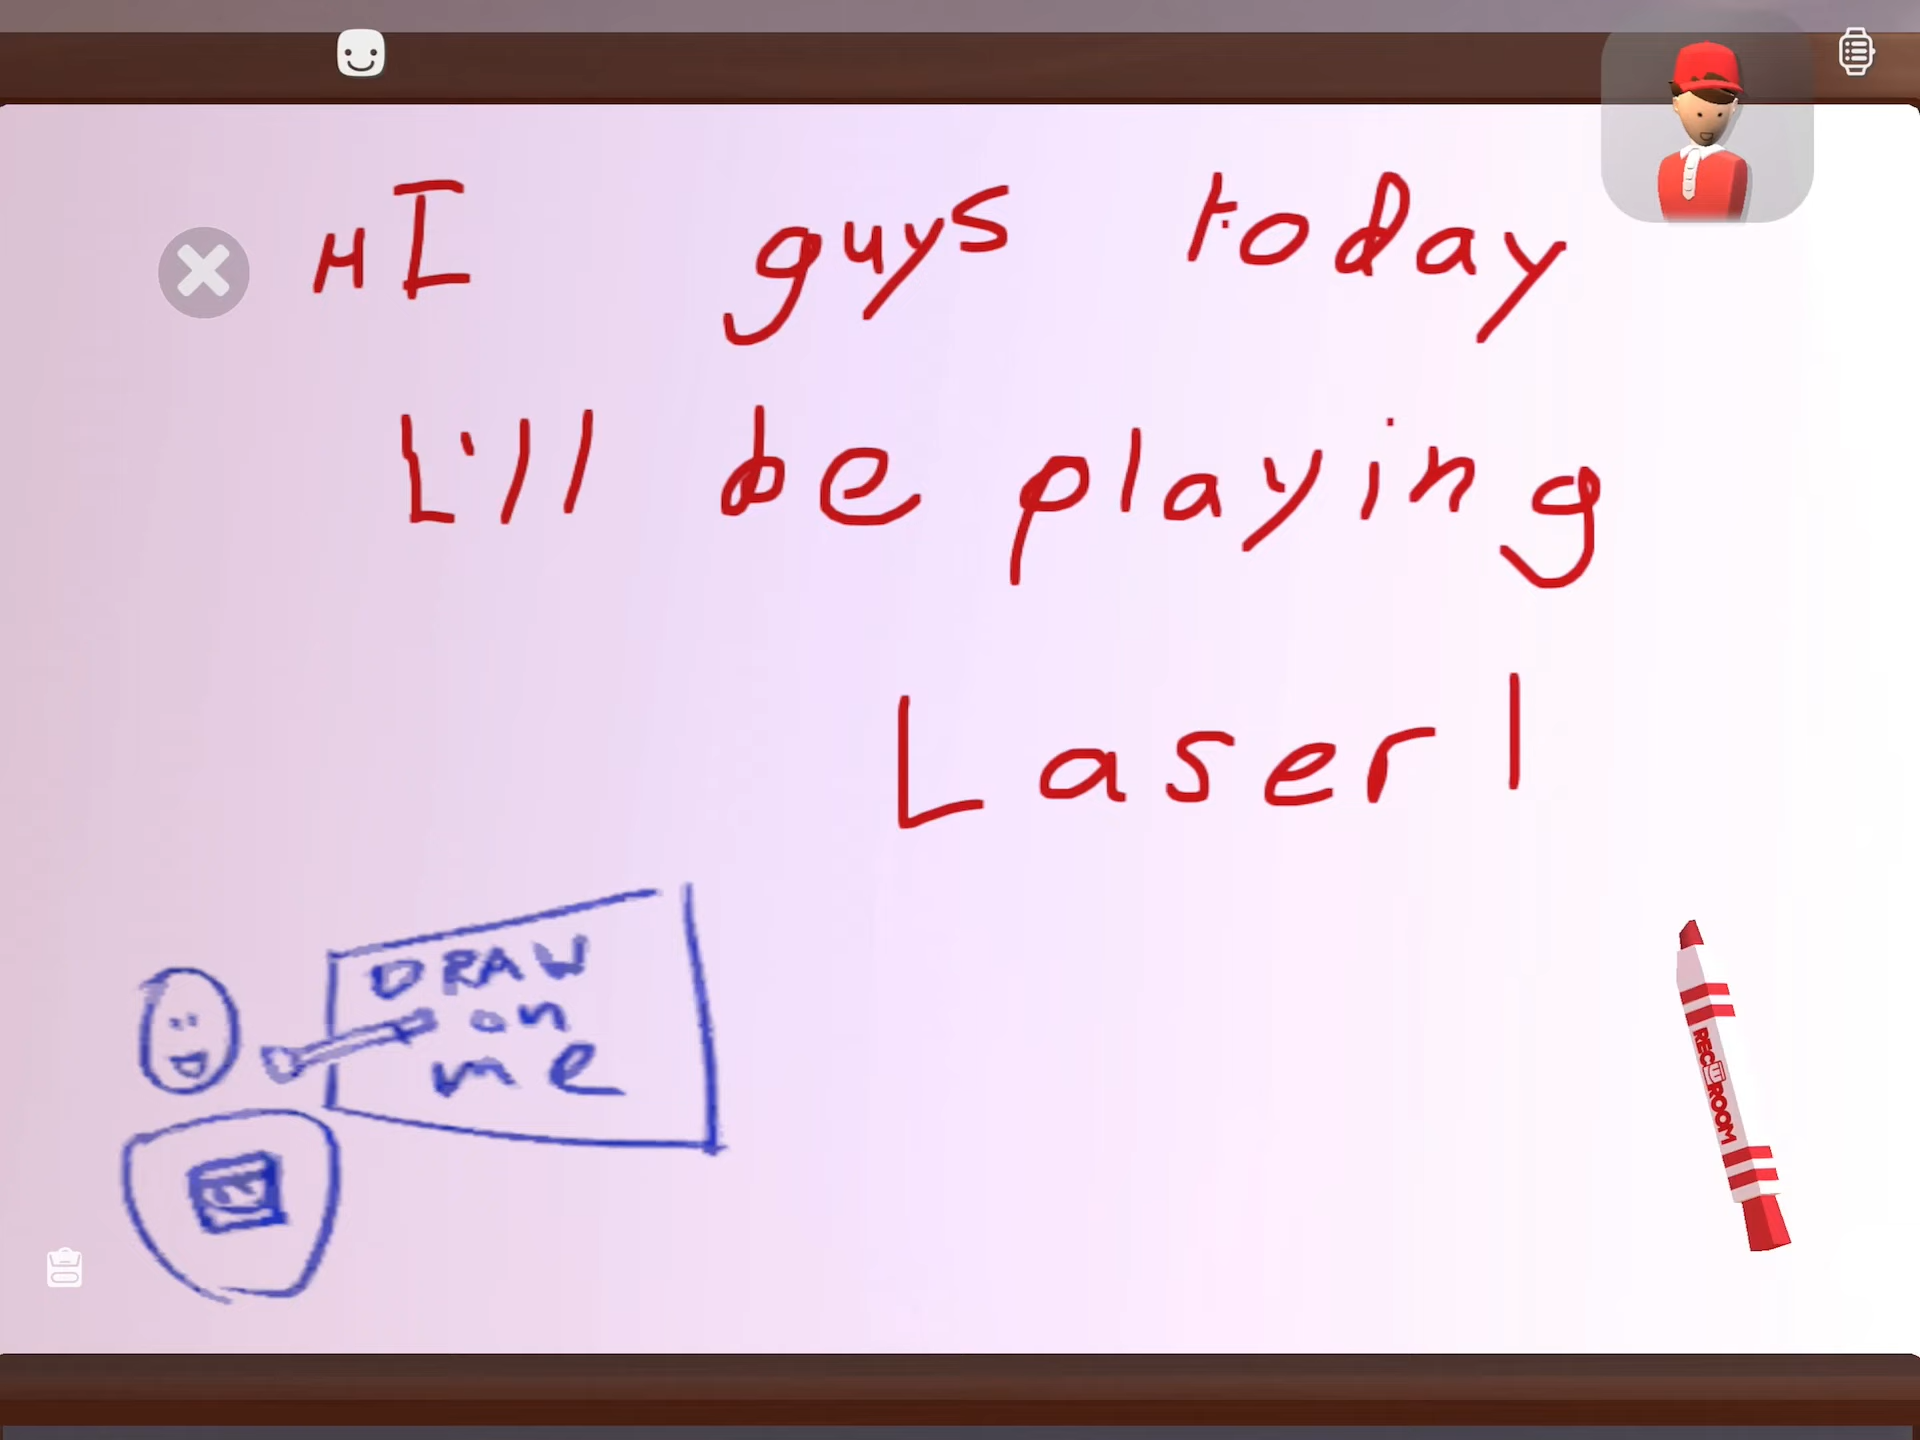 HI guys today
I'll be playing
Laser |
DRAW
on
me
REC ROOM